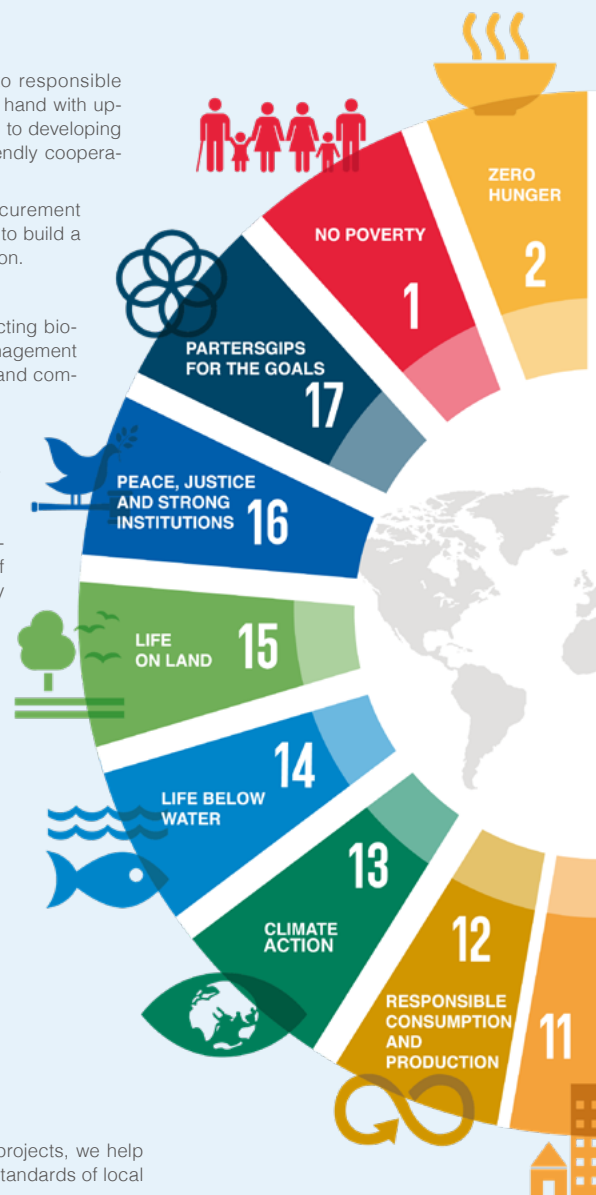 o responsible
hand with up-
to developing
endly coopera-
curement
to build a
on.
cting bio-
nagement
and com-
-
f
y
ZERO
HUNGER
2
NO POVERTY
1
PARTERSGIPS
FOR THE GOALS
17
PEACE, JUSTICE
AND STRONG
INSTITUTIONS
16
LIFE
ON LAND
15
14
LIFE BELOW
WATER
13
CLIMATE
ACTION
12
RESPONSIBLE
CONSUMPTION
AND
PRODUCTION
11
projects, we help
standards of local